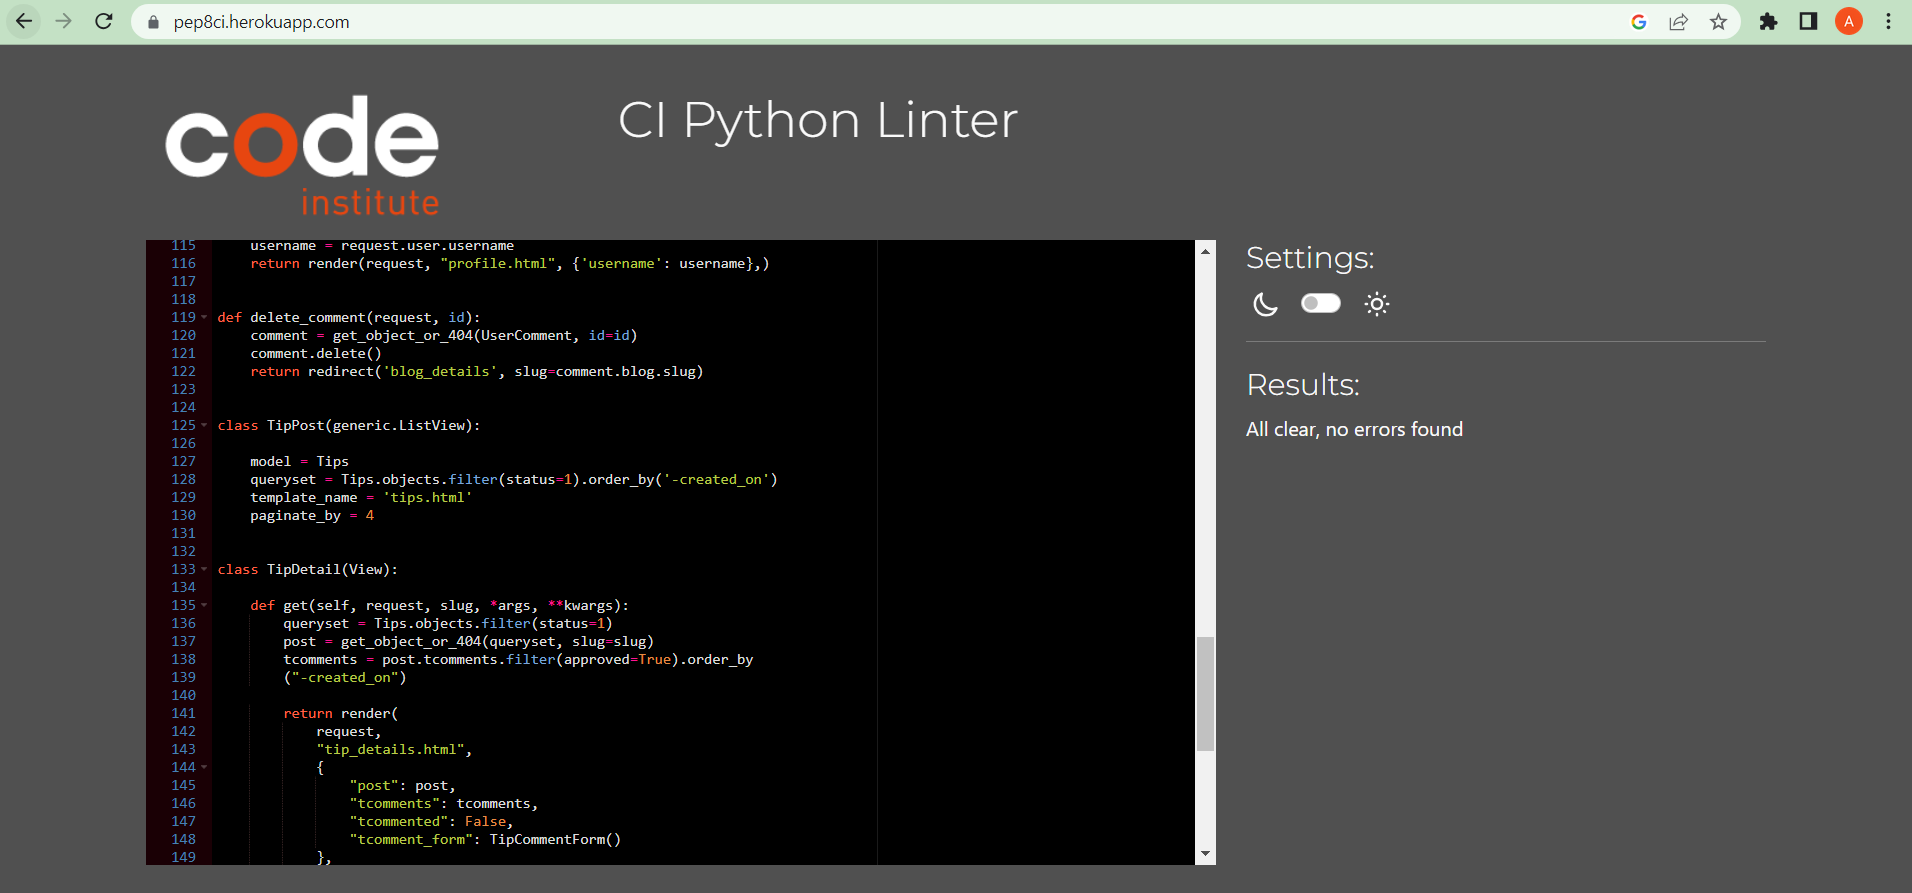 pep8ci.herokuapp.com
A
code
institute
CI Python Linter
115 username = request.user.username
116 return render(request, "profile.html", {'username': username},)
117
118
119 def delete_comment(request, id):
120 comment = get_object_or_404(UserComment, id=id)
121 comment.delete()
122 return redirect('blog_details', slug=comment.blog.slug)
123
124
125 class TipPost(generic.ListView):
126
127 model = Tips
128 queryset = Tips.objects.filter(status=1).order_by('-created_on')
129 template_name = 'tips.html'
130 paginate_by = 4
131
132
133 class TipDetail(View):
134
135 def get(self, request, slug, *args, **kwargs):
136 queryset = Tips.objects.filter(status=1)
137 post = get_object_or_404(queryset, slug=slug)
138 tcomments = post.tcomments.filter(approved=True).order_by
139 ("-created_on")
140
141 return render(
142 request,
143 "tip_details.html",
144 {
145 "post": post,
146 "tcomments": tcomments,
147 "tcommented": False,
148 "tcomment_form": TipCommentForm()
149 },
Settings:
Results:
All clear, no errors found